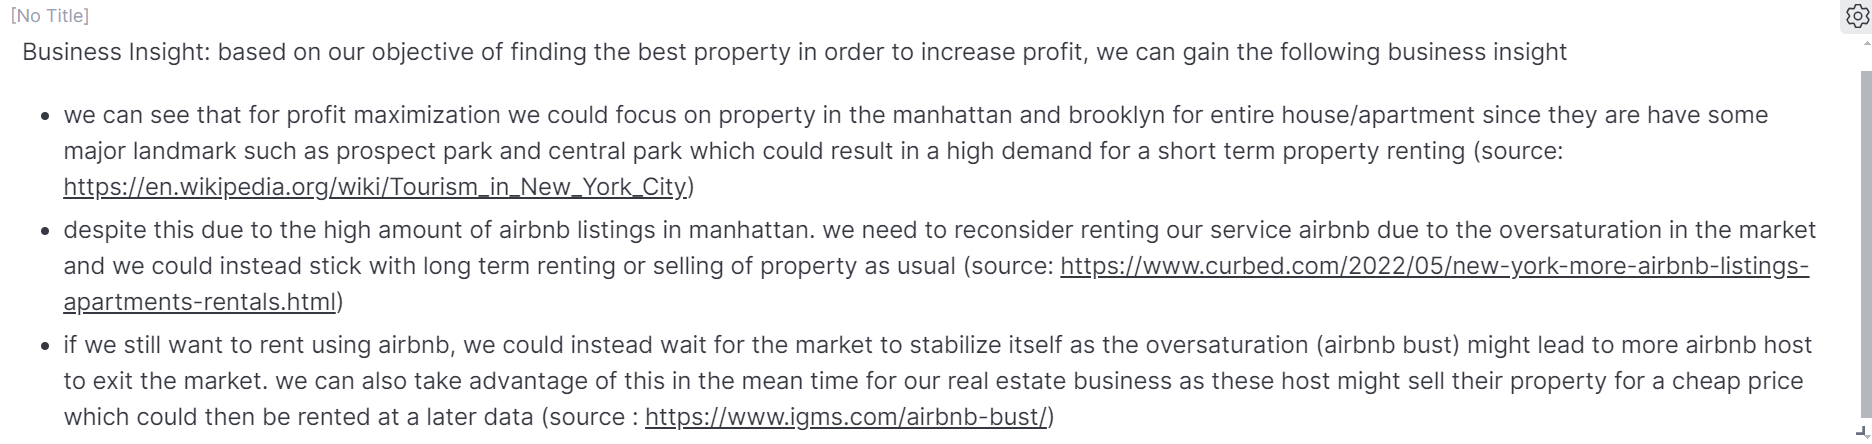 [No Title]
Business Insight: based on our objective of finding the best property in order to increase profit, we can gain the following business insight
• we can see that for profit maximization we could focus on property in the manhattan and brooklyn for entire house/apartment since they are have some
major landmark such as prospect park and central park which could result in a high demand for a short term property renting (source:
https://en.wikipedia.org/wiki/Tourism_in_New_York_City)
• despite this due to the high amount of airbnb listings in manhattan. we need to reconsider renting our service airbnb due to the oversaturation in the market
and we could instead stick with long term renting or selling of property as usual (source: https://www.curbed.com/2022/05/new-york-more-airbnb-listings-
apartments-rentals.html)
• if we still want to rent using airbnb, we could instead wait for the market to stabilize itself as the oversaturation (airbnb bust) might lead to more airbnb host
to exit the market. we can also take advantage of this in the mean time for our real estate business as these host might sell their property for a cheap price
which could then be rented at a later data (source : https://www.igms.com/airbnb-bust/)